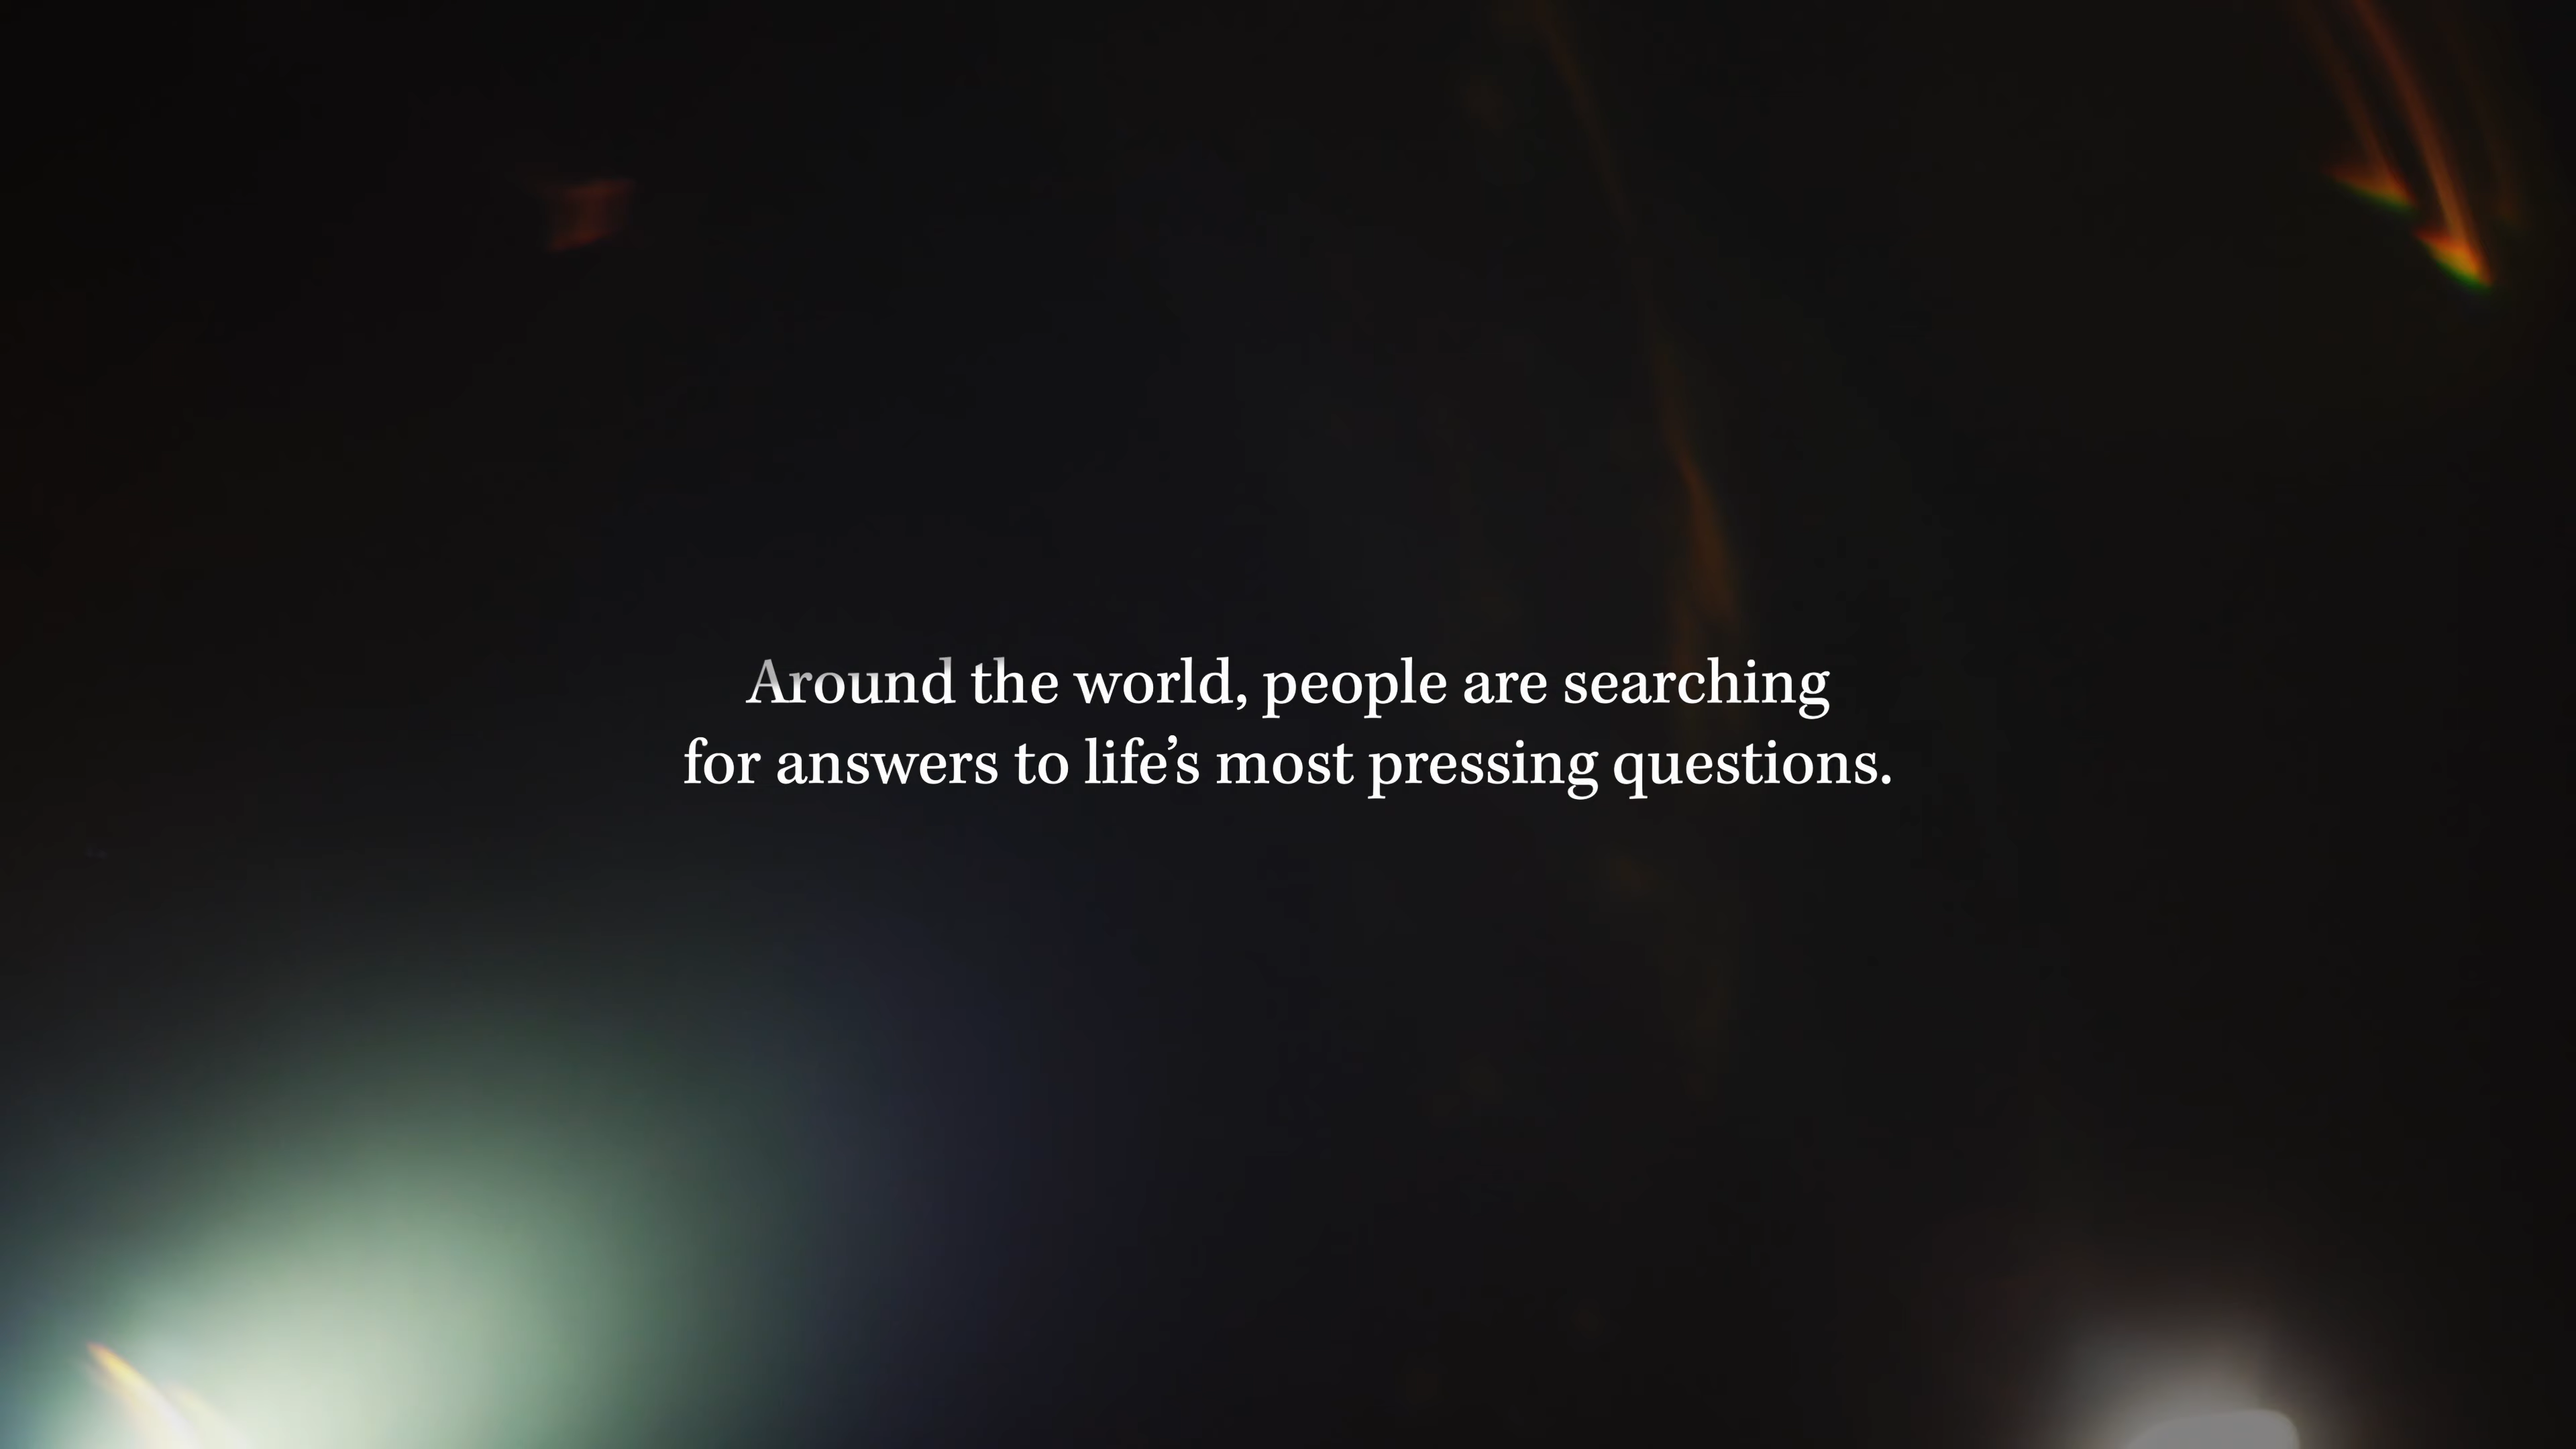 Around the world, people are searching
for answers to life’s most pressing questions.